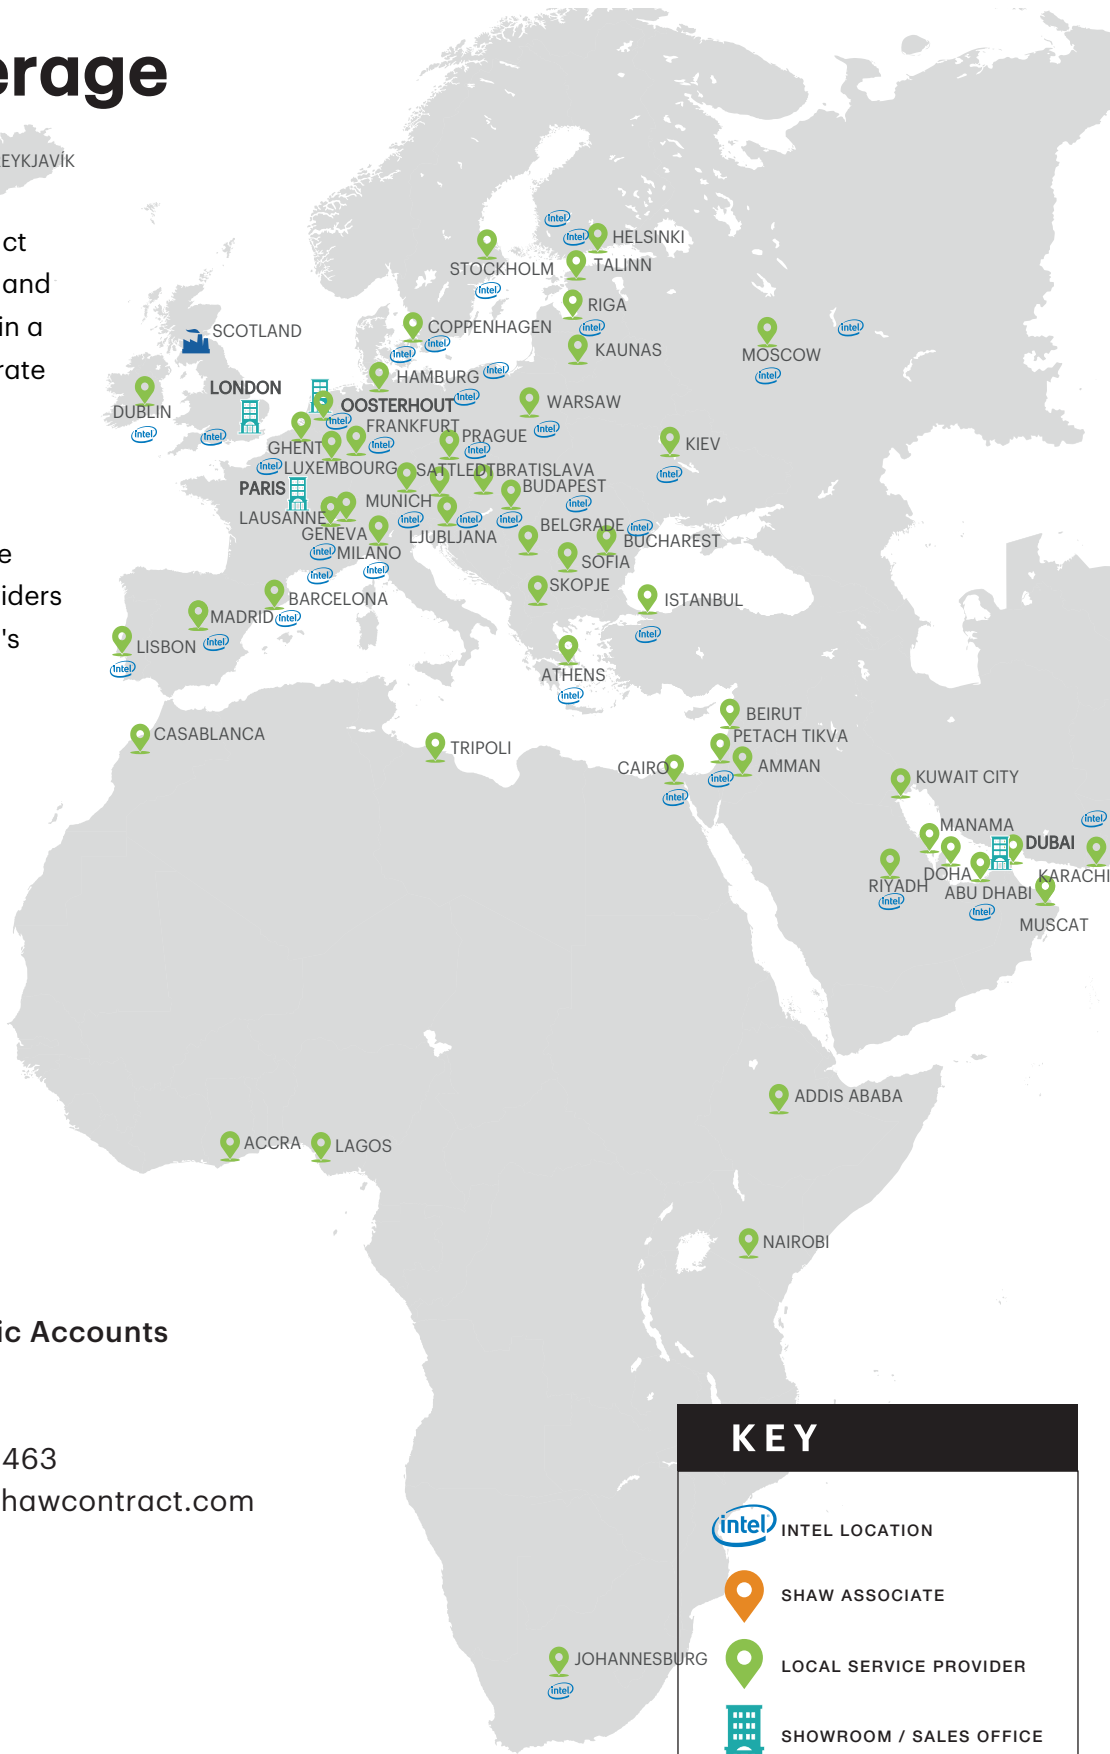 erage
EYKJAVÍK
ct
and
in a
rate
HELSINKI
STOCKHOLM
TALINN
RIGA
SCOTLAND
COPPENHAGEN
KAUNAS
MOSCOW
HAMBURG
LONDON
OOSTERHOUT
WARSAW
DUBLIN
FRANKFURT
PRAGUE
KIEV
GHENT
LUXEMBOURG
SATTLEDT
BRATISLAVA
PARIS
BUDAPEST
MUNICH
LAUSANNE
BELGRADE
GENEVA
LJUBLJANA
BUCHAREST
MILANO
SOFIA
e
SKOPJE
iders
BARCELONA
ISTANBUL
MADRID
's
LISBON
ATHENS
BEIRUT
CASABLANCA
PETACH TIKVA
TRIPOLI
CAIRO
AMMAN
KUWAIT CITY
MANAMA
DUBAI
DOHA
KARACHI
RIYADH
ABU DHABI
MUSCAT
ADDIS ABABA
ACCRA
LAGOS
NAIROBI
ic Accounts
463
hawcontract.com
KEY
intel INTEL LOCATION
SHAW ASSOCIATE
JOHANNESBURG
LOCAL SERVICE PROVIDER
SHOWROOM / SALES OFFICE